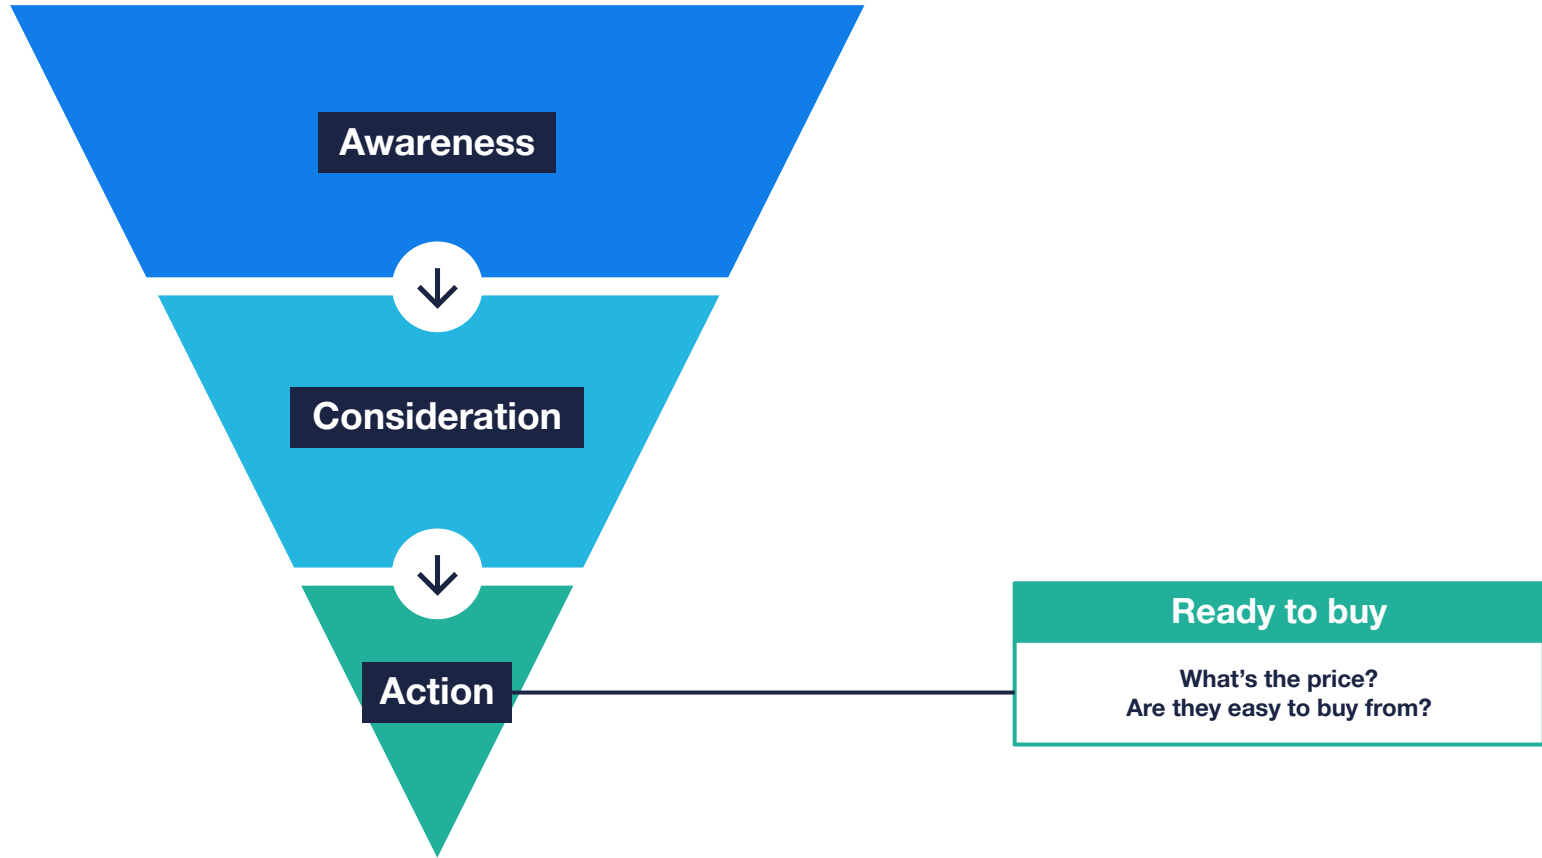 Awareness
Consideration
Action
Ready to buy
What’s the price?
Are they easy to buy from?